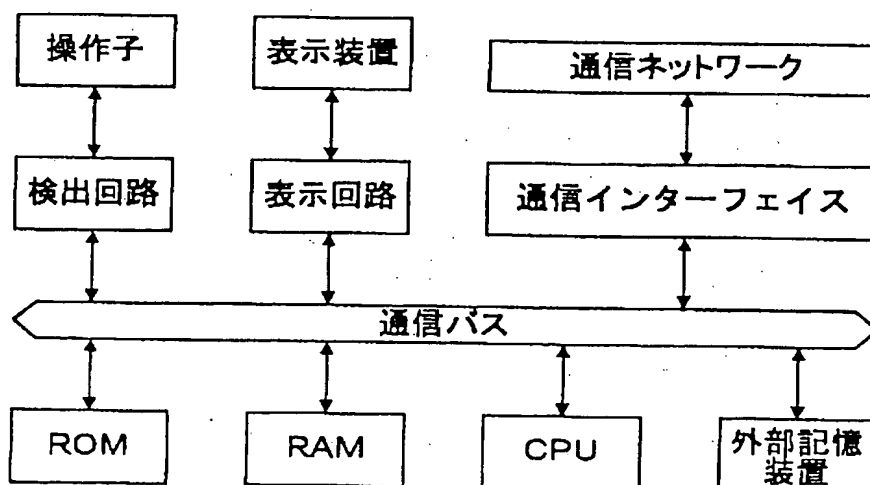 操作子
表示装置
通信ネットワーク
検出回路
表示回路
通信インターフェイス
通信バス
ROM
RAM
CPU
外部記憶
装置